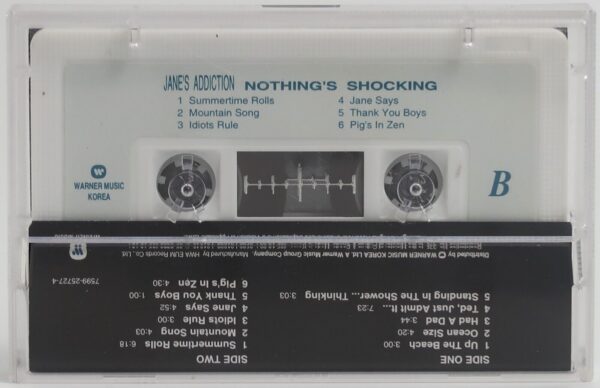 JANE'S ADDICTION NOTHING'S SHOCKING
1 Summertime Rolls
2 Mountain Song
3 Idiots Rule
4 Jane Says
5 Thank You Boys
6 Pig's In Zen
WARNER MUSIC
KOREA
B
SIDE ONE
1 Up The Beach 3:00
2 Ocean Size 4:20
3 Had A Dad 3:44
4 Ted, Just Admit It... 7:23
5 Standing In The Shower... Thinking 3:03
SIDE TWO
1 Summertime Rolls 6:18
2 Mountain Song 4:03
3 Idiots Rule 3:00
4 Jane Says 4:52
5 Thank You Boys 1:00
6 Pig's In Zen 4:30
Distributed by WARNER MUSIC KOREA Ltd. A Warner Music Group Company. Manufactured by HWA EUM Records Co., Ltd.
7599-25727-4